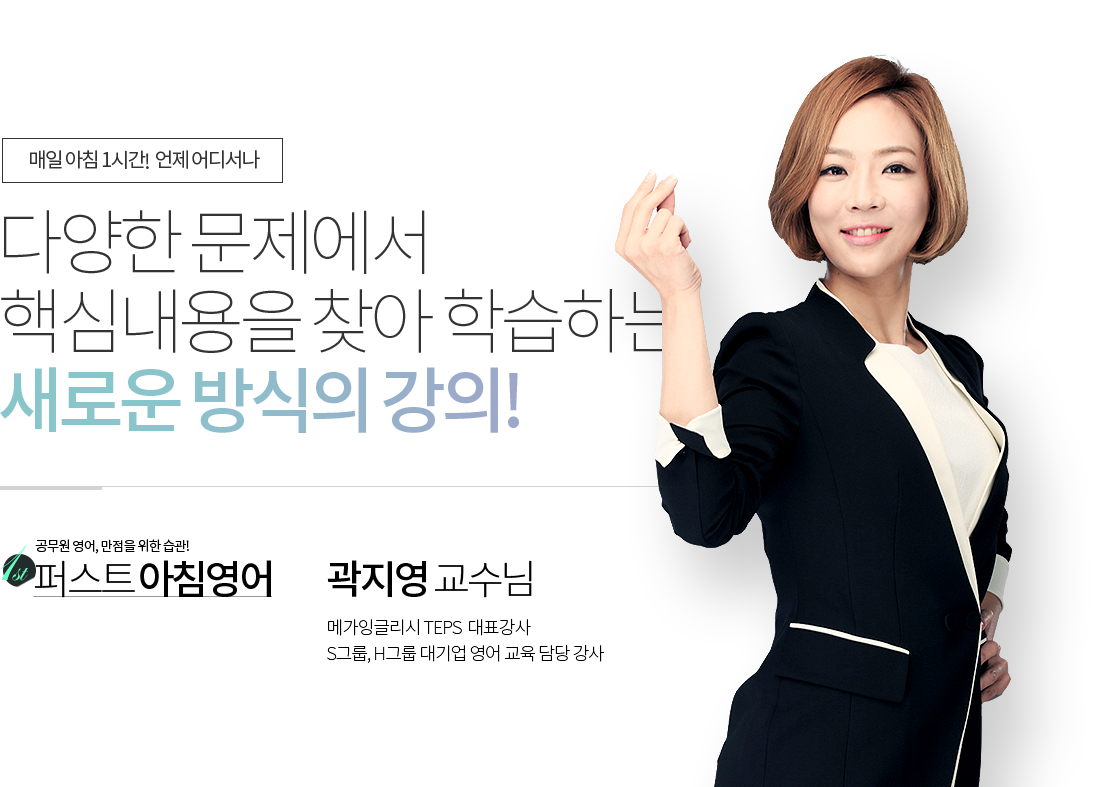 매일 아침 1시간! 언제 어디서나
다양한 문제에서
핵심내용을 찾아 학습하는
새로운 방식의 강의!
공무원 영어, 만점을 위한 습관!
1st 퍼스트 아침영어
곽지영 교수님
메가잉글리시 TEPS 대표강사
S그룹, H그룹 대기업 영어 교육 담당 강사